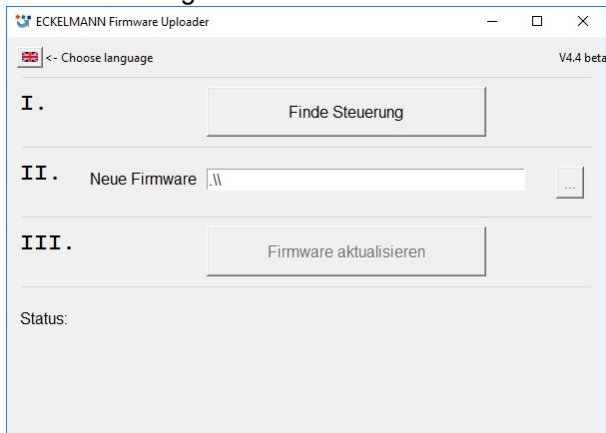 ECKELMANN Firmware Uploader
<- Choose language V4.4 beta
I. Finde Steuerung
II. Neue Firmware .\\ ...
III. Firmware aktualisieren
Status: